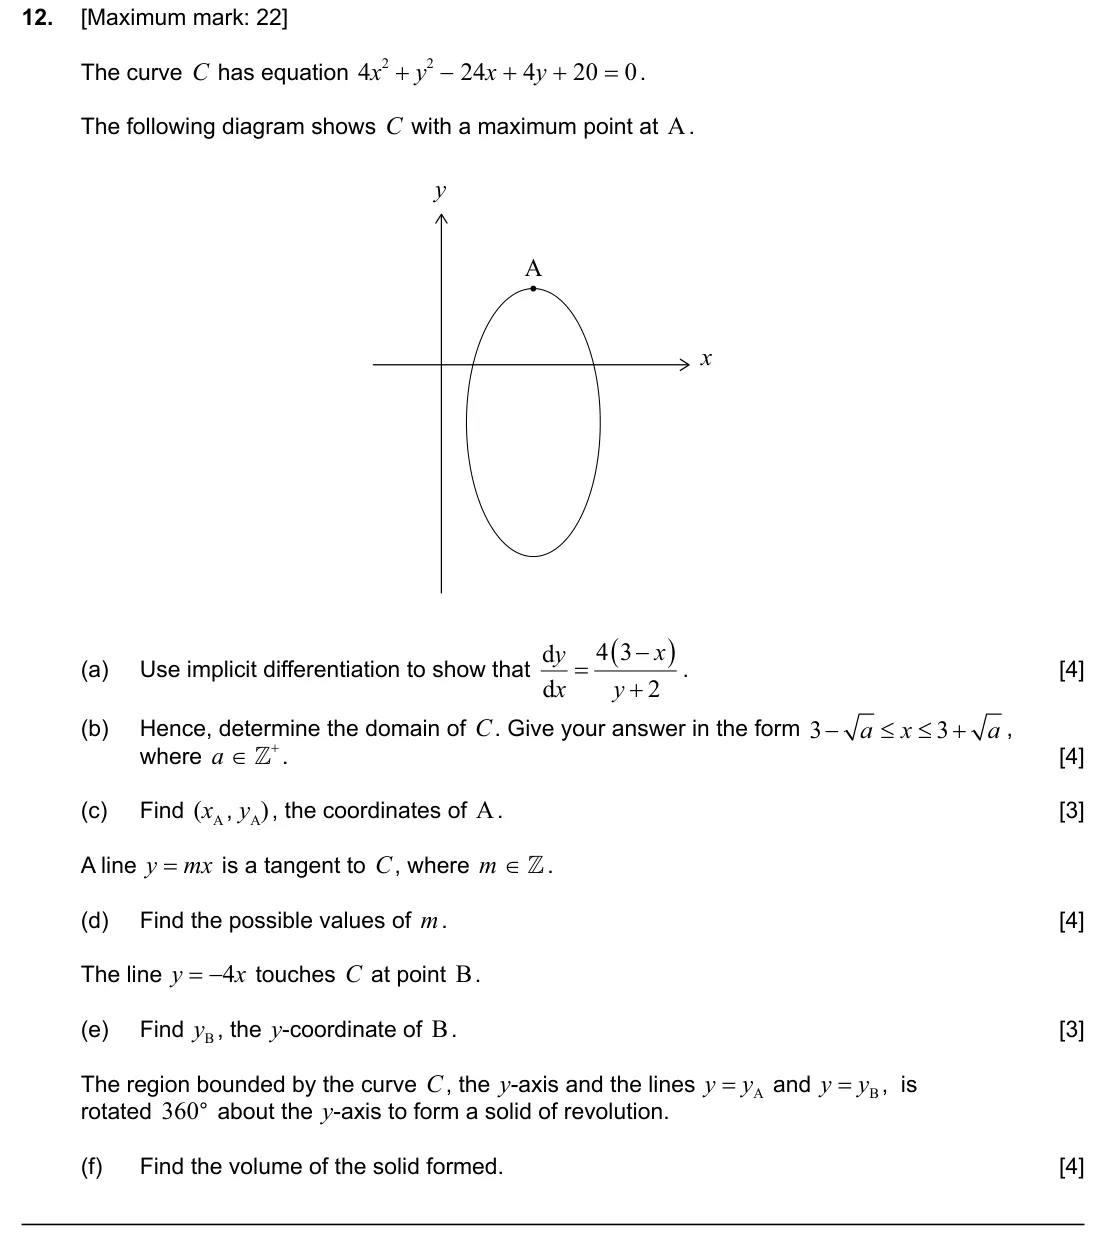 12. [Maximum mark: 22]
The curve C has equation 4x² + y² − 24x + 4y + 20 = 0.
The following diagram shows C with a maximum point at A.
y
A
x
(a) Use implicit differentiation to show that dy/dx = 4(3−x)/(y+2). [4]
(b) Hence, determine the domain of C. Give your answer in the form 3−√a ≤ x ≤ 3+√a,
where a ∈ ℤ⁺. [4]
(c) Find (x_A, y_A), the coordinates of A. [3]
A line y = mx is a tangent to C, where m ∈ ℤ.
(d) Find the possible values of m. [4]
The line y = −4x touches C at point B.
(e) Find y_B, the y-coordinate of B. [3]
The region bounded by the curve C, the y-axis and the lines y = y_A and y = y_B, is
rotated 360° about the y-axis to form a solid of revolution.
(f) Find the volume of the solid formed. [4]